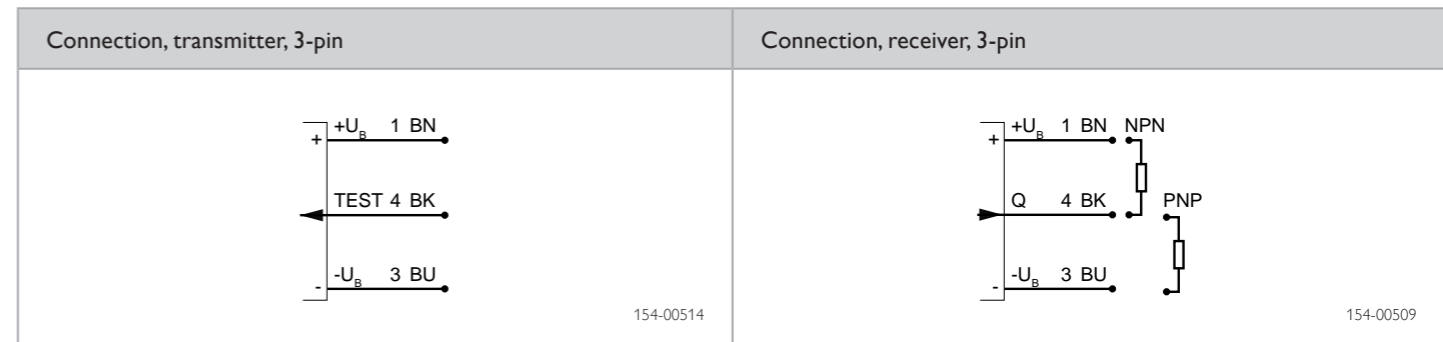 Connection, transmitter, 3-pin
+U_B 1 BN
+
TEST 4 BK
-U_B 3 BU
-
154-00514
Connection, receiver, 3-pin
+U_B 1 BN NPN
+
Q 4 BK PNP
-U_B 3 BU
-
154-00509